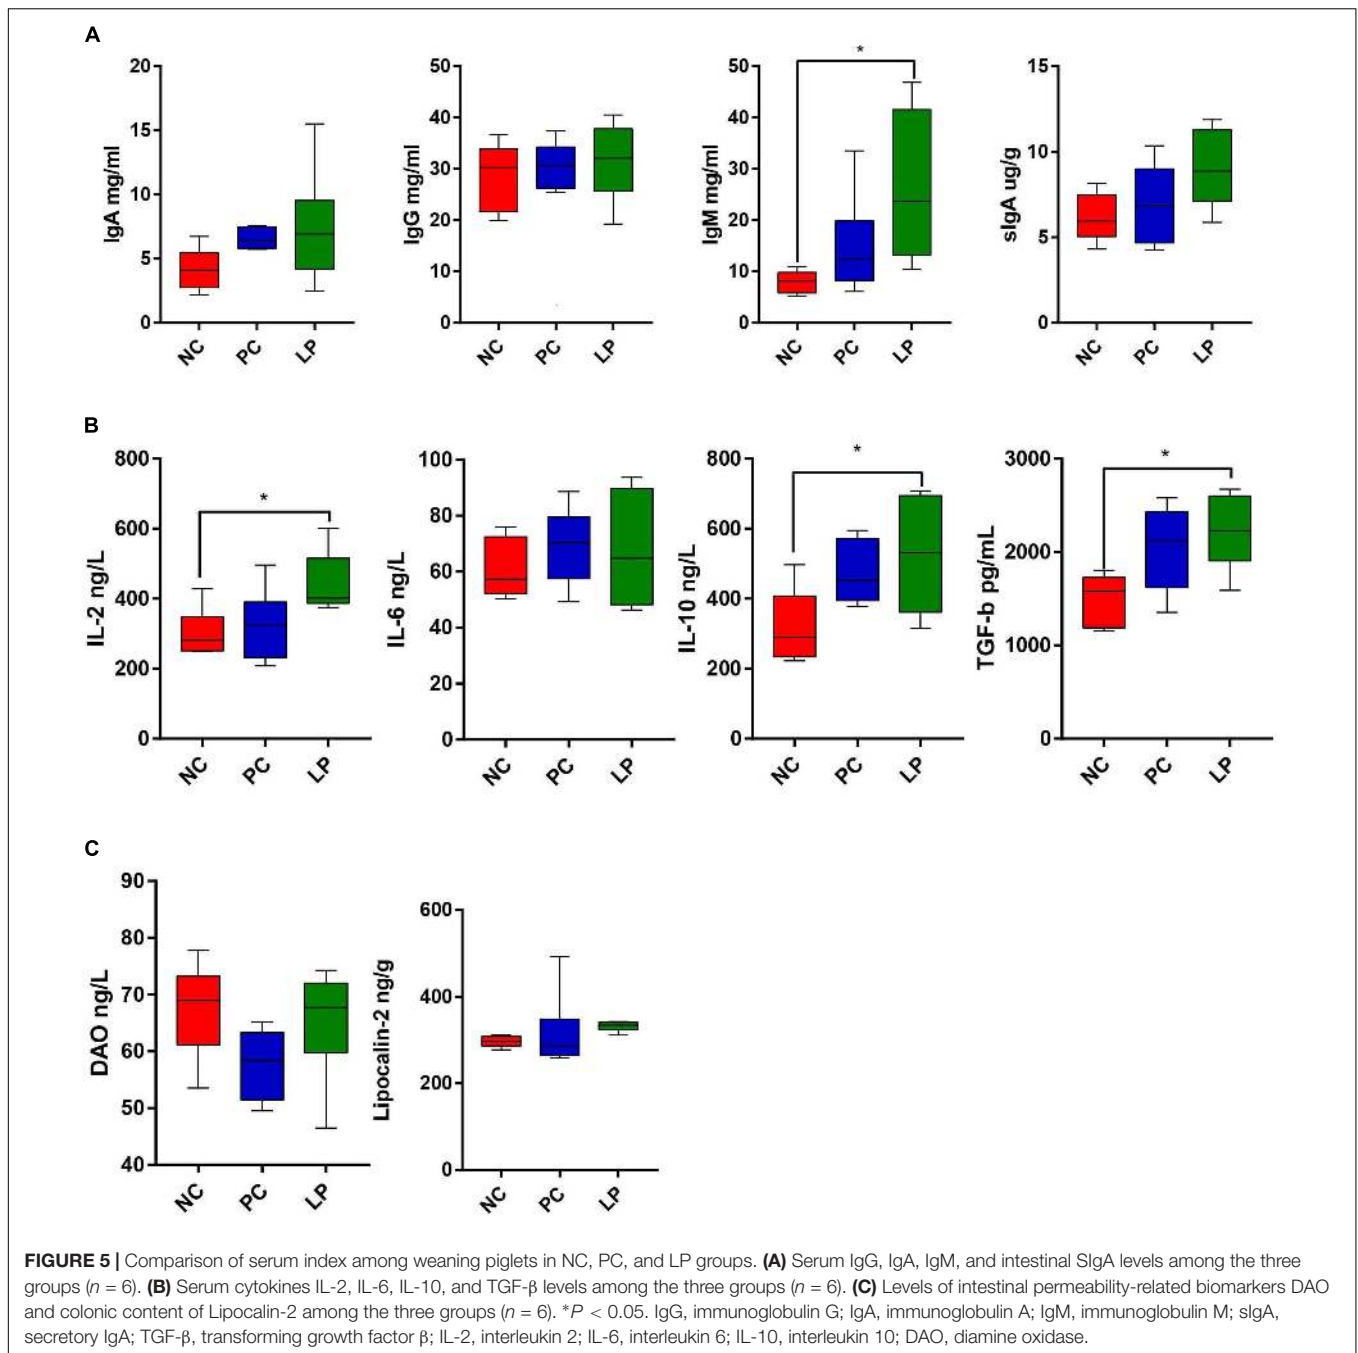 A
*
20
15
10
5
0
IgA mg/ml
NC PC LP
50
40
30
20
10
0
IgG mg/ml
NC PC LP
50
40
30
20
10
0
IgM mg/ml
NC PC LP
15
10
5
0
sIgA ug/g
NC PC LP
B
*
800
600
400
200
0
IL-2 ng/L
NC PC LP
100
80
60
40
20
0
IL-6 ng/L
NC PC LP
*
800
600
400
200
0
IL-10 ng/L
NC PC LP
*
3000
2000
1000
0
TGF-b pg/mL
NC PC LP
C
90
80
70
60
50
40
DAO ng/L
NC PC LP
600
400
200
0
Lipocalin-2 ng/g
NC PC LP
FIGURE 5 | Comparison of serum index among weaning piglets in NC, PC, and LP groups. (A) Serum IgG, IgA, IgM, and intestinal SIgA levels among the three
groups (n = 6). (B) Serum cytokines IL-2, IL-6, IL-10, and TGF-β levels among the three groups (n = 6). (C) Levels of intestinal permeability-related biomarkers DAO
and colonic content of Lipocalin-2 among the three groups (n = 6). *P < 0.05. IgG, immunoglobulin G; IgA, immunoglobulin A; IgM, immunoglobulin M; sIgA,
secretory IgA; TGF-β, transforming growth factor β; IL-2, interleukin 2; IL-6, interleukin 6; IL-10, interleukin 10; DAO, diamine oxidase.